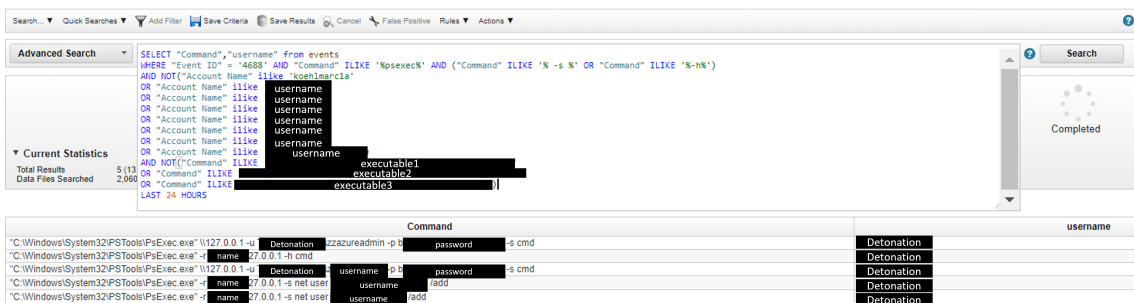 Search... ▼ Quick Searches ▼ Add Filter Save Criteria Save Results Cancel False Positive Rules ▼ Actions ▼
Advanced Search
SELECT "Command","username" from events
WHERE "Event ID" = '4688' AND "Command" ILIKE '%psexec%' AND ("Command" ILIKE '% -s %' OR "Command" ILIKE '%-h%')
AND NOT("Account Name" ilike 'koehlmarcla'
OR "Account Name" ilike username
OR "Account Name" ilike username
OR "Account Name" ilike username
OR "Account Name" ilike username
OR "Account Name" ilike username
OR "Account Name" ilike username
OR "Account Name" ilike username
AND NOT("Command" ILIKE executable1
OR "Command" ILIKE executable2
OR "Command" ILIKE executable3 )
LAST 24 HOURS
Search
Completed
▼ Current Statistics
Total Results 5 (13
Data Files Searched 2,060
Command username
"C:\Windows\System32\PSTools\PsExec.exe" \\127.0.0.1 -u Detonation zzazureadmin -p b password -s cmd Detonation
"C:\Windows\System32\PSTools\PsExec.exe" -r name 27.0.0.1 -h cmd Detonation
"C:\Windows\System32\PSTools\PsExec.exe" \\127.0.0.1 -u Detonation username -p b password -s cmd Detonation
"C:\Windows\System32\PSTools\PsExec.exe" -r name 27.0.0.1 -s net user username /add Detonation
"C:\Windows\System32\PSTools\PsExec.exe" -r name 27.0.0.1 -s net user username /add Detonation